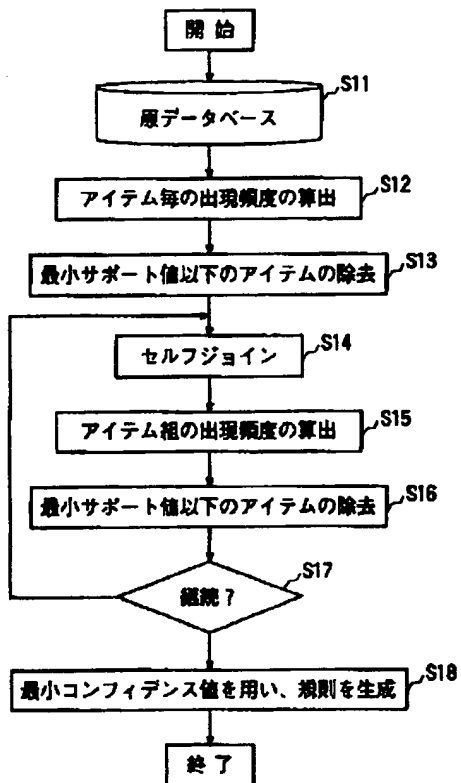 開始
S11
原データベース
S12
アイテム毎の出現頻度の算出
S13
最小サポート値以下のアイテムの除去
S14
セルフジョイン
S15
アイテム組の出現頻度の算出
S16
最小サポート値以下のアイテムの除去
S17
継続?
S18
最小コンフィデンス値を用い、規則を生成
終了